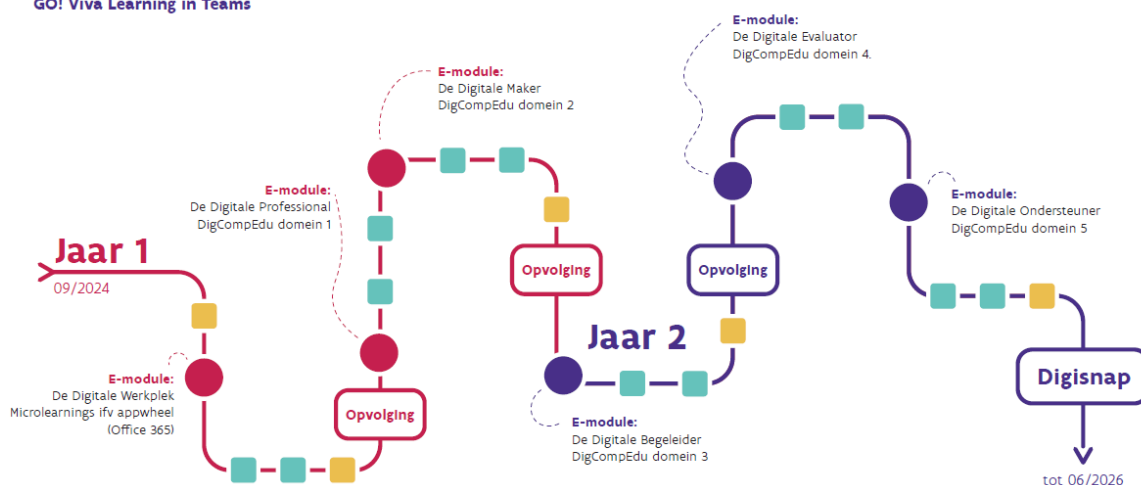 GO! Viva Learning in Teams
Jaar 1
09/2024
E-module:
De Digitale Werkplek
Microlearnings ifv appwheel
(Office 365)
Opvolging
E-module:
De Digitale Professional
DigCompEdu domein 1
E-module:
De Digitale Maker
DigCompEdu domein 2
Opvolging
Jaar 2
E-module:
De Digitale Begeleider
DigCompEdu domein 3
Opvolging
E-module:
De Digitale Evaluator
DigCompEdu domein 4.
E-module:
De Digitale Ondersteuner
DigCompEdu domein 5
Digisnap
tot 06/2026